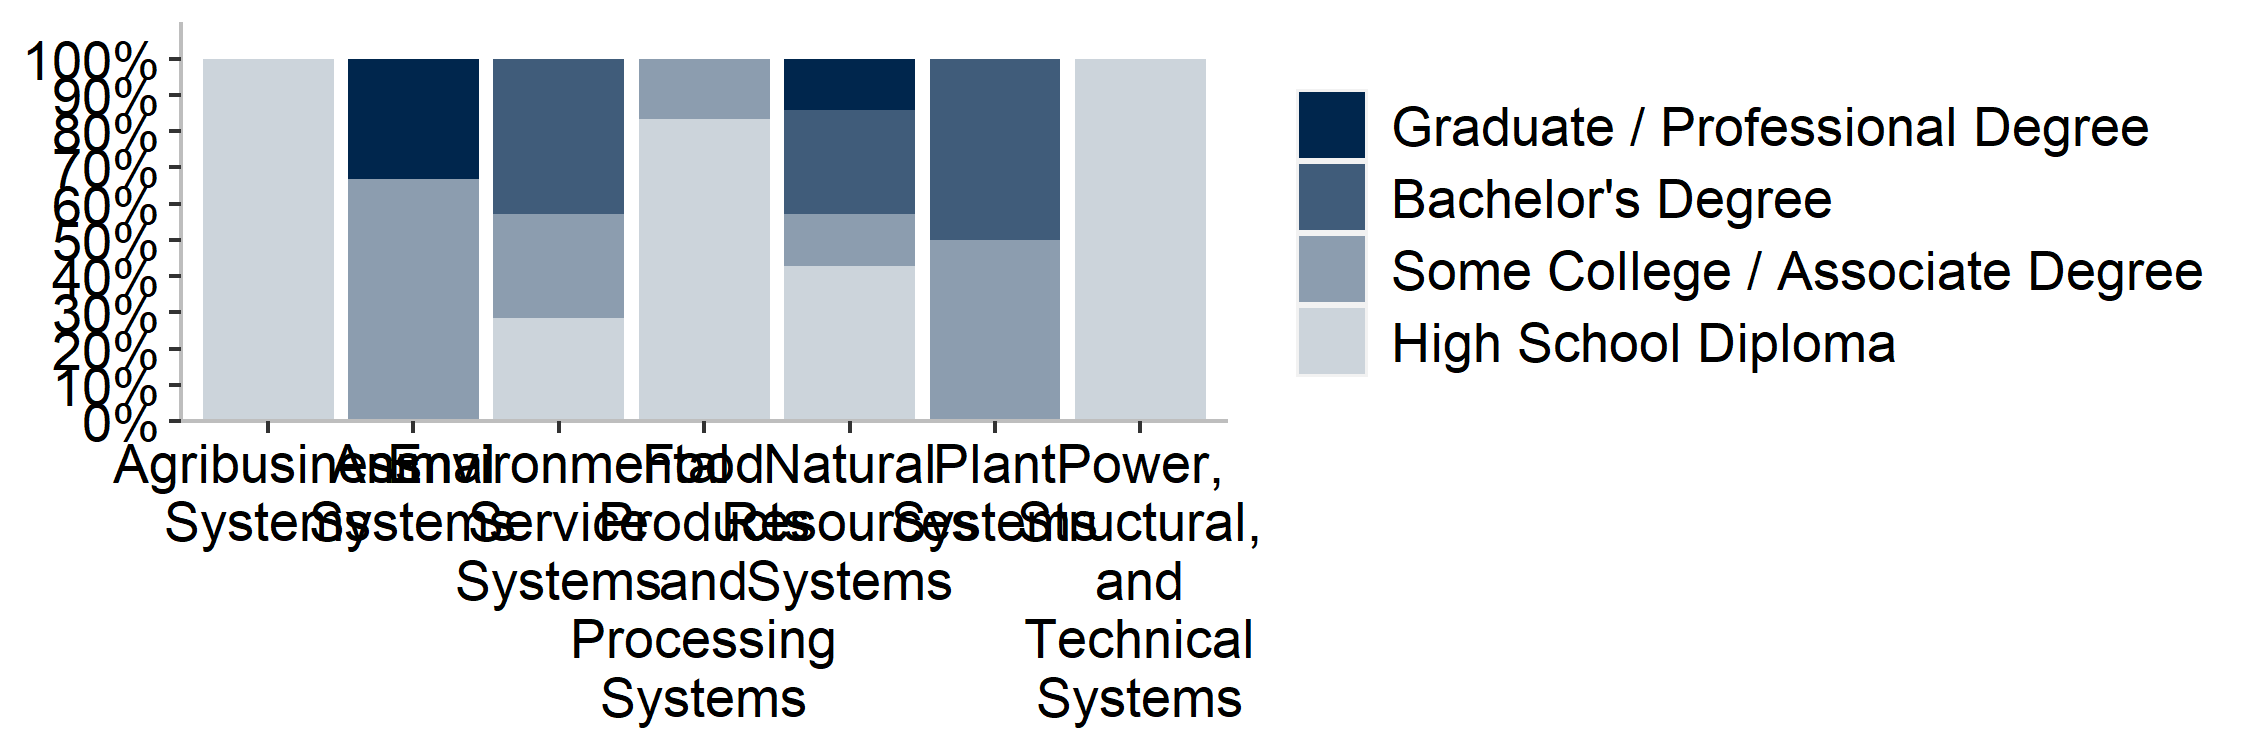 100%
90%
80%
70%
60%
50%
40%
30%
20%
10%
0%
Agribusiness
Systems
Animal
Systems
Environmental
Service
Systems
Food
Products
and
Processing
Systems
Natural
Resources
Systems
Plant
Systems
Power,
Structural,
and
Technical
Systems
Graduate / Professional Degree
Bachelor's Degree
Some College / Associate Degree
High School Diploma